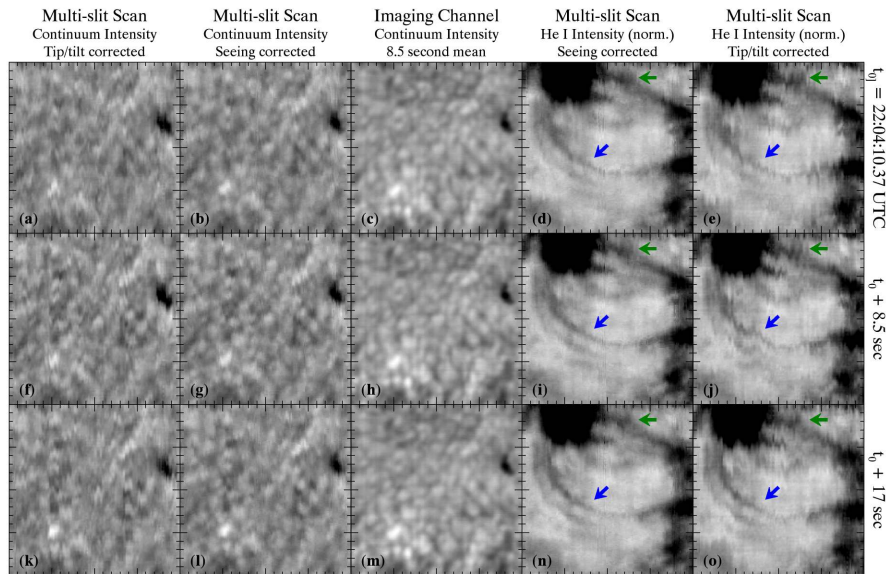 Multi-slit Scan
Continuum Intensity
Tip/tilt corrected
Multi-slit Scan
Continuum Intensity
Seeing corrected
Imaging Channel
Continuum Intensity
8.5 second mean
Multi-slit Scan
He I Intensity (norm.)
Seeing corrected
Multi-slit Scan
He I Intensity (norm.)
Tip/tilt corrected
(a)
(b)
(c)
(d)
(e)
t0| = 22:04:10.37 UTC
(f)
(g)
(h)
(i)
(j)
t0 + 8.5 sec
(k)
(l)
(m)
(n)
(o)
t0 + 17 sec